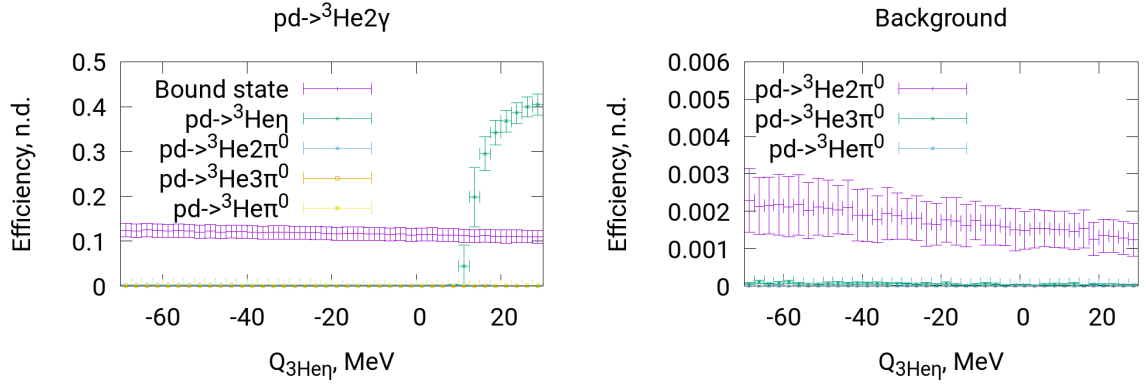 pd->³He2γ
Efficiency, n.d.
0.5
0.4
0.3
0.2
0.1
0
Bound state
pd->³Heη
pd->³He2π⁰
pd->³He3π⁰
pd->³Heπ⁰
-60 -40 -20 0 20
Q₃Heη, MeV
Background
Efficiency, n.d.
0.006
0.005
0.004
0.003
0.002
0.001
0
pd->³He2π⁰
pd->³He3π⁰
pd->³Heπ⁰
-60 -40 -20 0 20
Q₃Heη, MeV